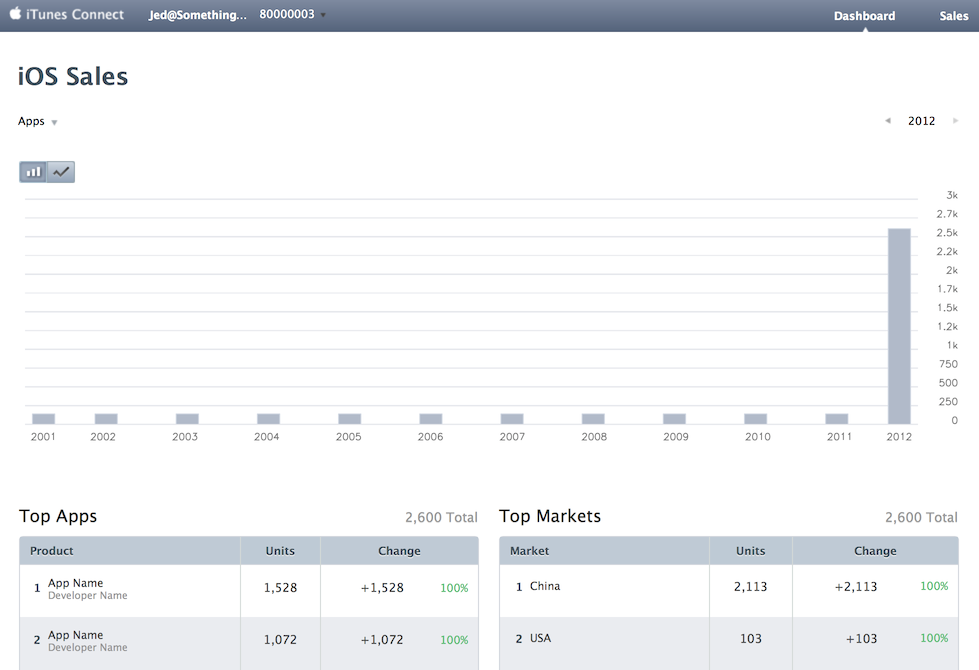 iTunes Connect Jed@Something... 80000003 Dashboard Sales
iOS Sales
Apps 2012
3k
2.7k
2.5k
2.2k
2k
1.7k
1.5k
1.2k
1k
750
500
250
0
2001 2002 2003 2004 2005 2006 2007 2008 2009 2010 2011 2012
Top Apps 2,600 Total
Product Units Change
1 App Name 1,528 +1,528 100%
Developer Name
2 App Name 1,072 +1,072 100%
Developer Name
Top Markets 2,600 Total
Market Units Change
1 China 2,113 +2,113 100%
2 USA 103 +103 100%